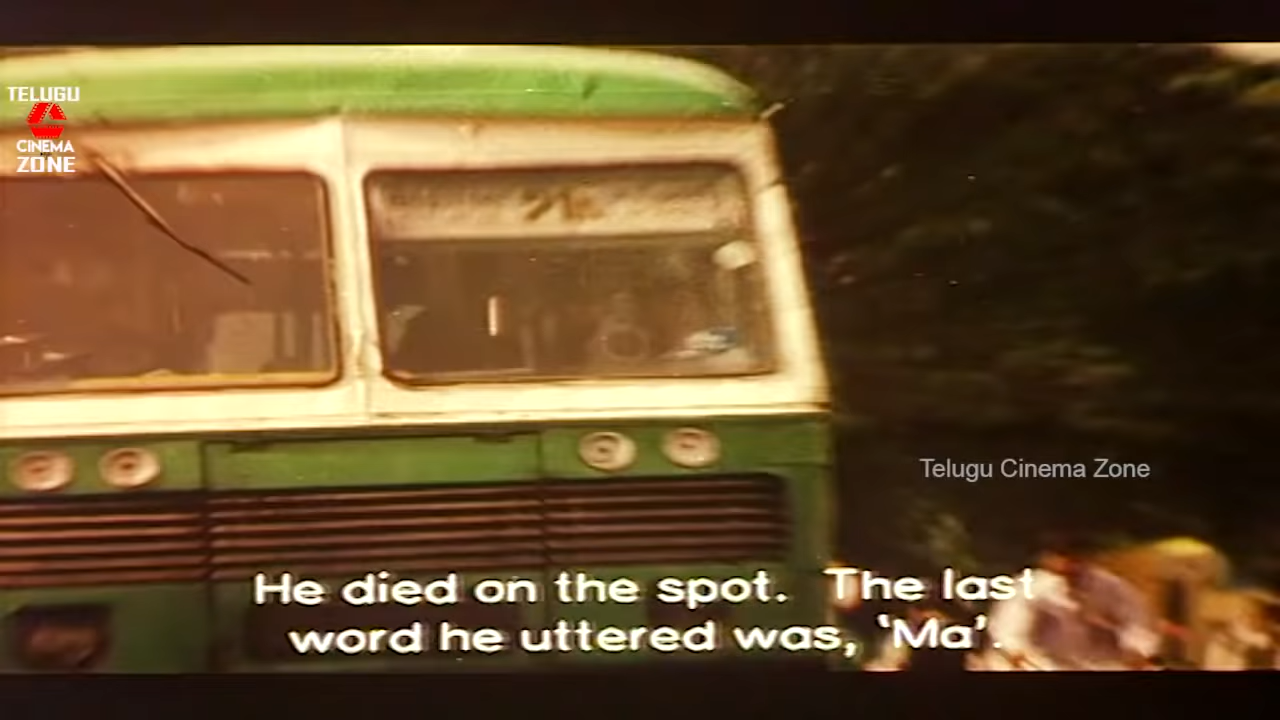 TELUGU
CINEMA
ZONE
Telugu Cinema Zone
He died on the spot. The last
word he uttered was, ‘Ma’.